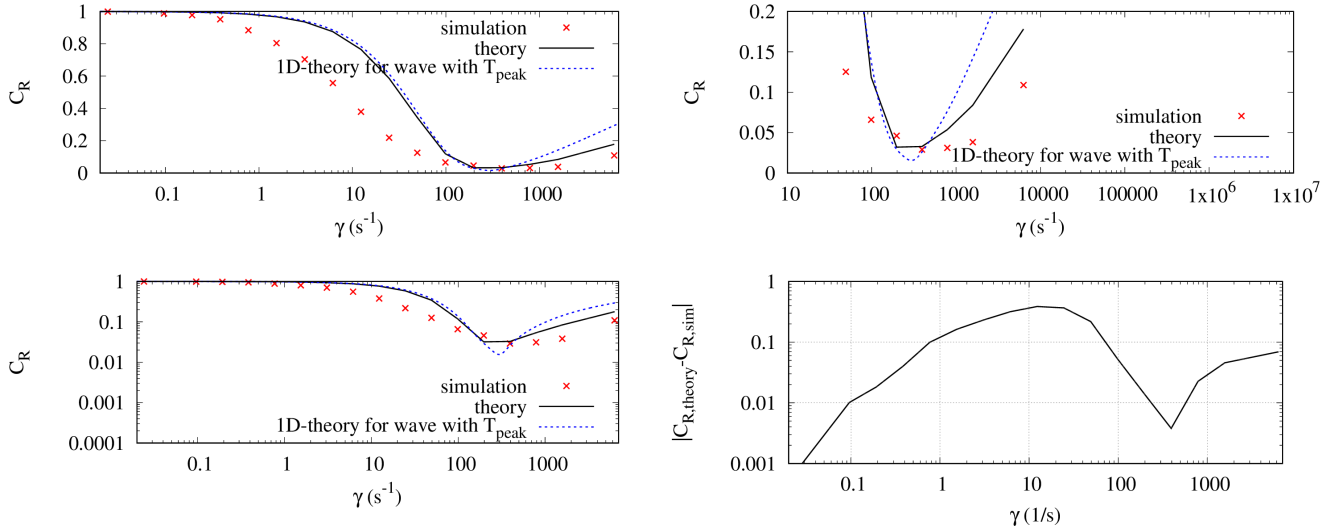 1
0.8
0.6
0.4
0.2
0
C_R
0.1
1
10
100
1000
γ (s^-1)
simulation
theory
1D-theory for wave with T_peak
0.2
0.15
0.1
0.05
0
C_R
10
100
1000
10000
100000
1x10^6
1x10^7
γ (s^-1)
simulation
theory
1D-theory for wave with T_peak
1
0.1
0.01
0.001
0.0001
C_R
0.1
1
10
100
1000
γ (s^-1)
simulation
theory
1D-theory for wave with T_peak
1
0.1
0.01
0.001
|C_R,theory-C_R,sim|
0.1
1
10
100
1000
γ (1/s)